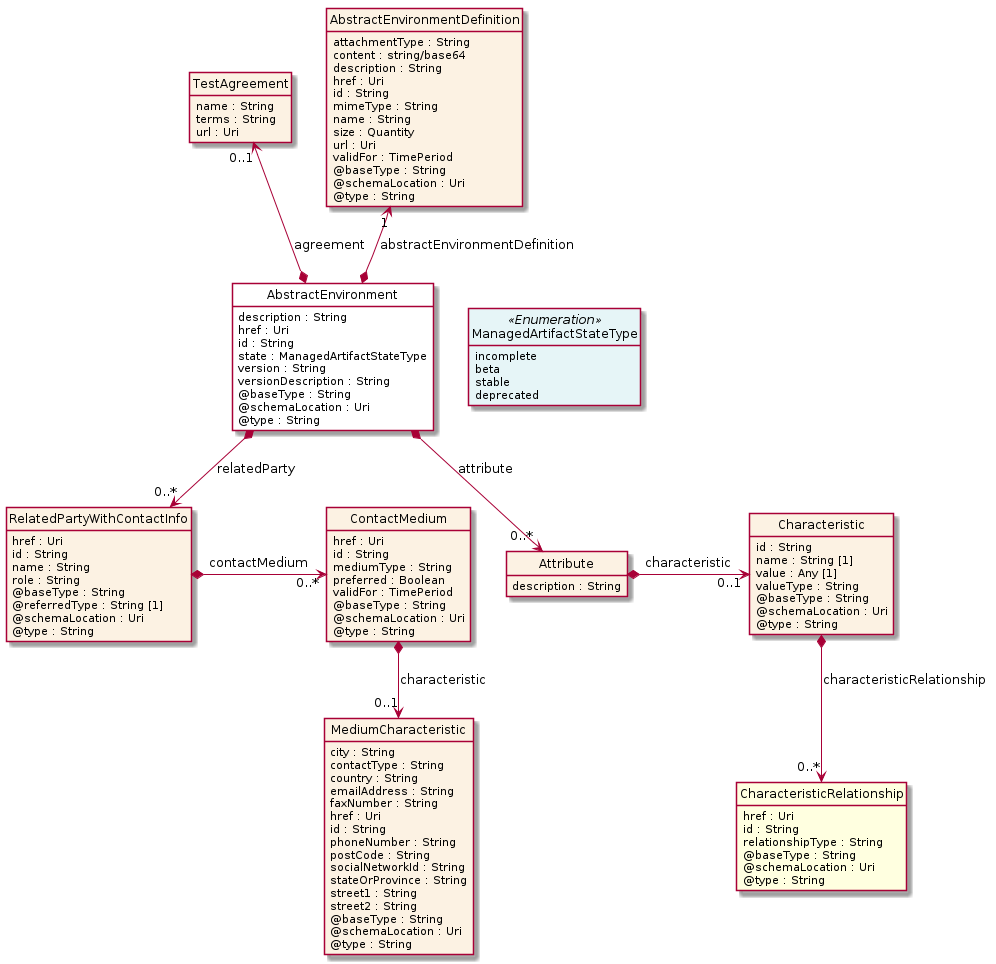 AbstractEnvironmentDefinition
attachmentType : String
content : string/base64
description : String
href : Uri
id : String
mimeType : String
name : String
size : Quantity
url : Uri
validFor : TimePeriod
@baseType : String
@schemaLocation : Uri
@type : String
TestAgreement
name : String
terms : String
url : Uri
0..1
1
agreement
abstractEnvironmentDefinition
AbstractEnvironment
description : String
href : Uri
id : String
state : ManagedArtifactStateType
version : String
versionDescription : String
@baseType : String
@schemaLocation : Uri
@type : String
«Enumeration»
ManagedArtifactStateType
incomplete
beta
stable
deprecated
relatedParty
0..*
attribute
0..*
RelatedPartyWithContactInfo
href : Uri
id : String
name : String
role : String
@baseType : String
@referredType : String [1]
@schemaLocation : Uri
@type : String
contactMedium
0..*
ContactMedium
href : Uri
id : String
mediumType : String
preferred : Boolean
validFor : TimePeriod
@baseType : String
@schemaLocation : Uri
@type : String
Attribute
description : String
characteristic
0..1
Characteristic
id : String
name : String [1]
value : Any [1]
valueType : String
@baseType : String
@schemaLocation : Uri
@type : String
characteristic
0..1
characteristicRelationship
0..*
MediumCharacteristic
city : String
contactType : String
country : String
emailAddress : String
faxNumber : String
href : Uri
id : String
phoneNumber : String
postCode : String
socialNetworkId : String
stateOrProvince : String
street1 : String
street2 : String
@baseType : String
@schemaLocation : Uri
@type : String
CharacteristicRelationship
href : Uri
id : String
relationshipType : String
@baseType : String
@schemaLocation : Uri
@type : String